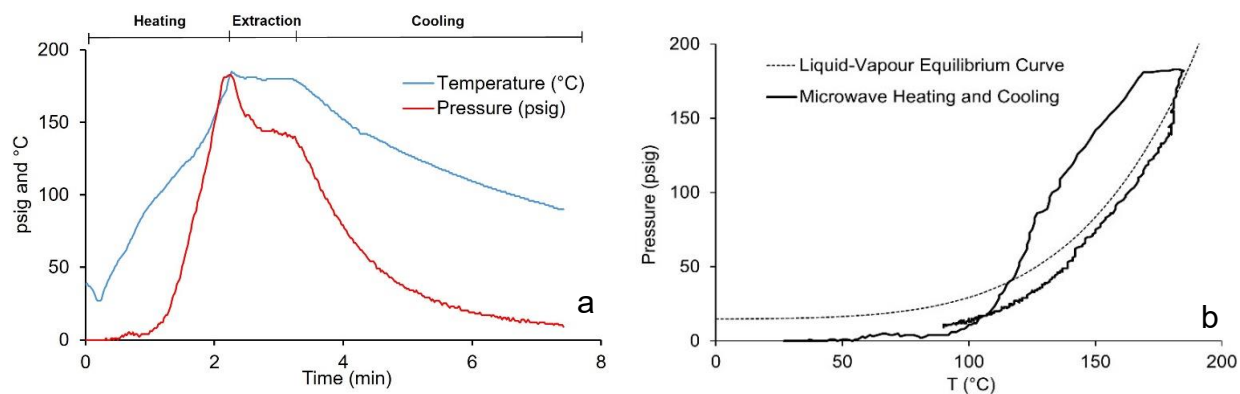 Heating Extraction Cooling
200
150
100
50
0
psig and °C
Temperature (°C)
Pressure (psig)
a
0 2 4 6 8
Time (min)
200
150
100
50
0
Pressure (psig)
Liquid-Vapour Equilibrium Curve
Microwave Heating and Cooling
b
0 50 100 150 200
T (°C)